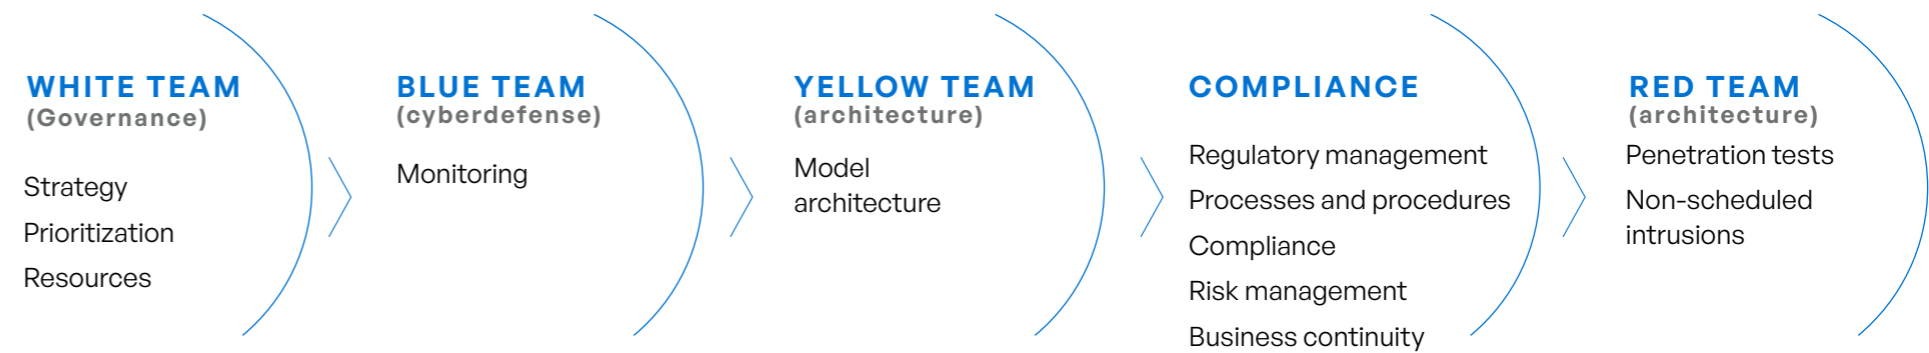 WHITE TEAM
(Governance)
Strategy
Prioritization
Resources
BLUE TEAM
(cyberdefense)
Monitoring
YELLOW TEAM
(architecture)
Model
architecture
COMPLIANCE
Regulatory management
Processes and procedures
Compliance
Risk management
Business continuity
RED TEAM
(architecture)
Penetration tests
Non-scheduled
intrusions